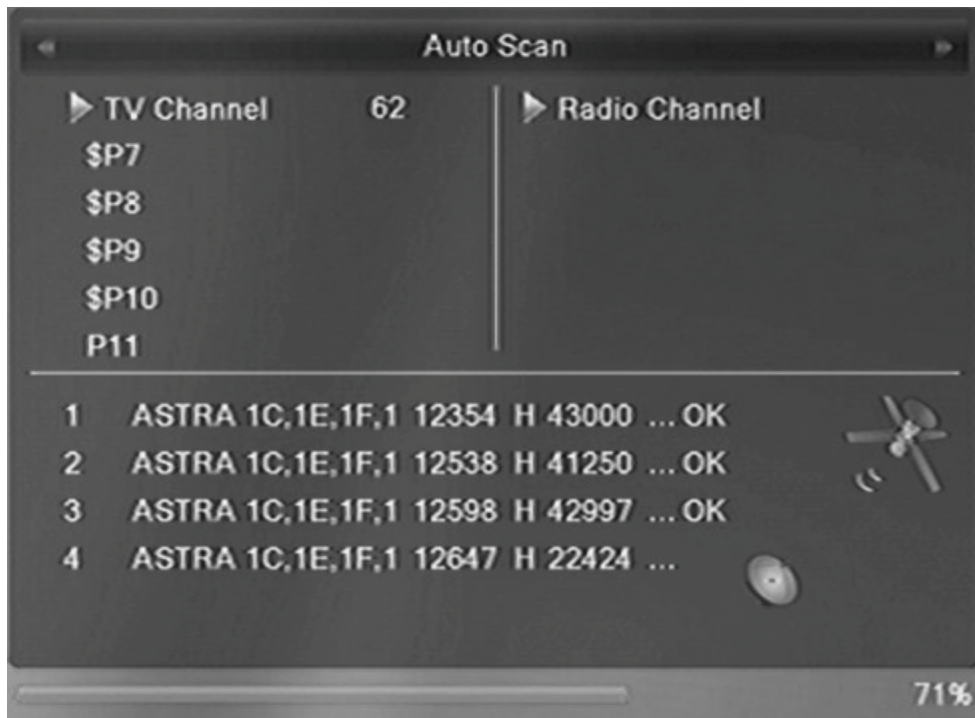 Auto Scan
TV Channel 62
$P7
$P8
$P9
$P10
P11
Radio Channel
1 ASTRA 1C,1E,1F,1 12354 H 43000 ... OK
2 ASTRA 1C,1E,1F,1 12538 H 41250 ... OK
3 ASTRA 1C,1E,1F,1 12598 H 42997 ... OK
4 ASTRA 1C,1E,1F,1 12647 H 22424 ...
71%